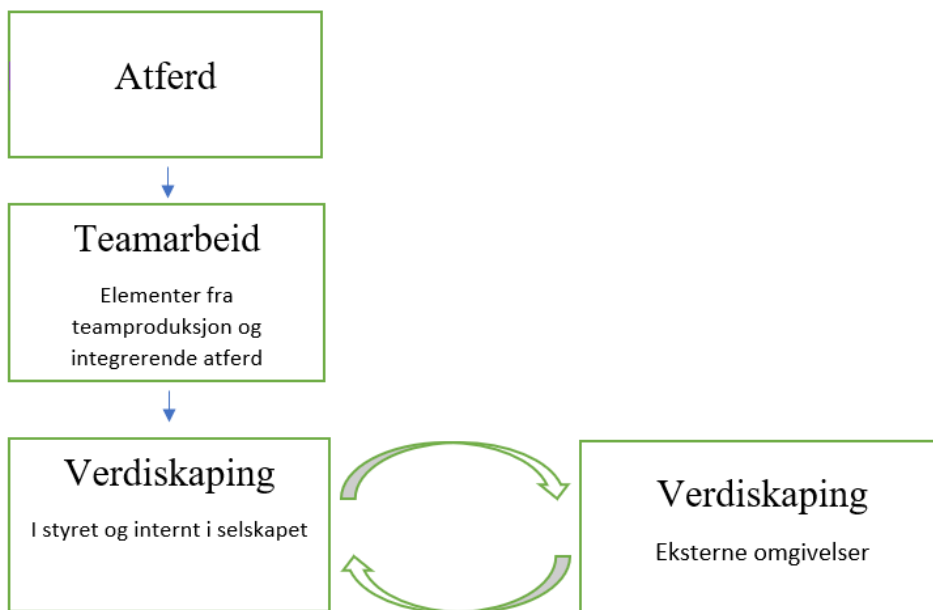 Atferd
Teamarbeid
Elementer fra
teamproduksjon og
integrerende atferd
Verdiskaping
I styret og internt i selskapet
Verdiskaping
Eksterne omgivelser